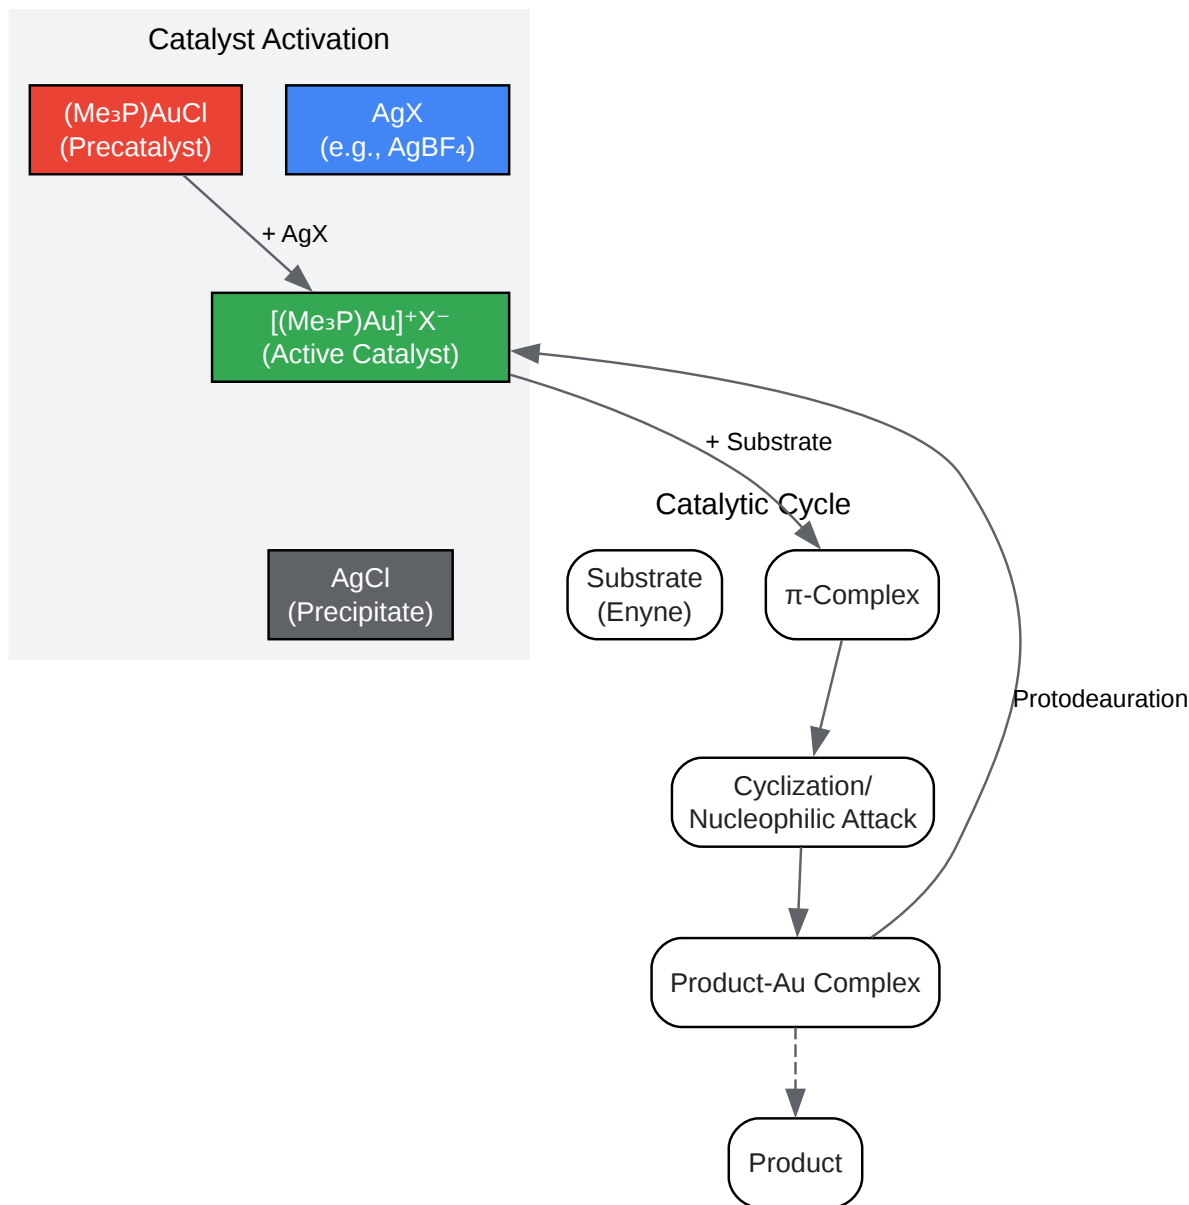 Catalyst Activation
(Me₃P)AuCl
(Precatalyst)
AgX
(e.g., AgBF₄)
+ AgX
[(Me₃P)Au]⁺X⁻
(Active Catalyst)
+ Substrate
Catalytic Cycle
AgCl
(Precipitate)
Substrate
(Enyne)
π-Complex
Protodeauration
Cyclization/
Nucleophilic Attack
Product-Au Complex
Product